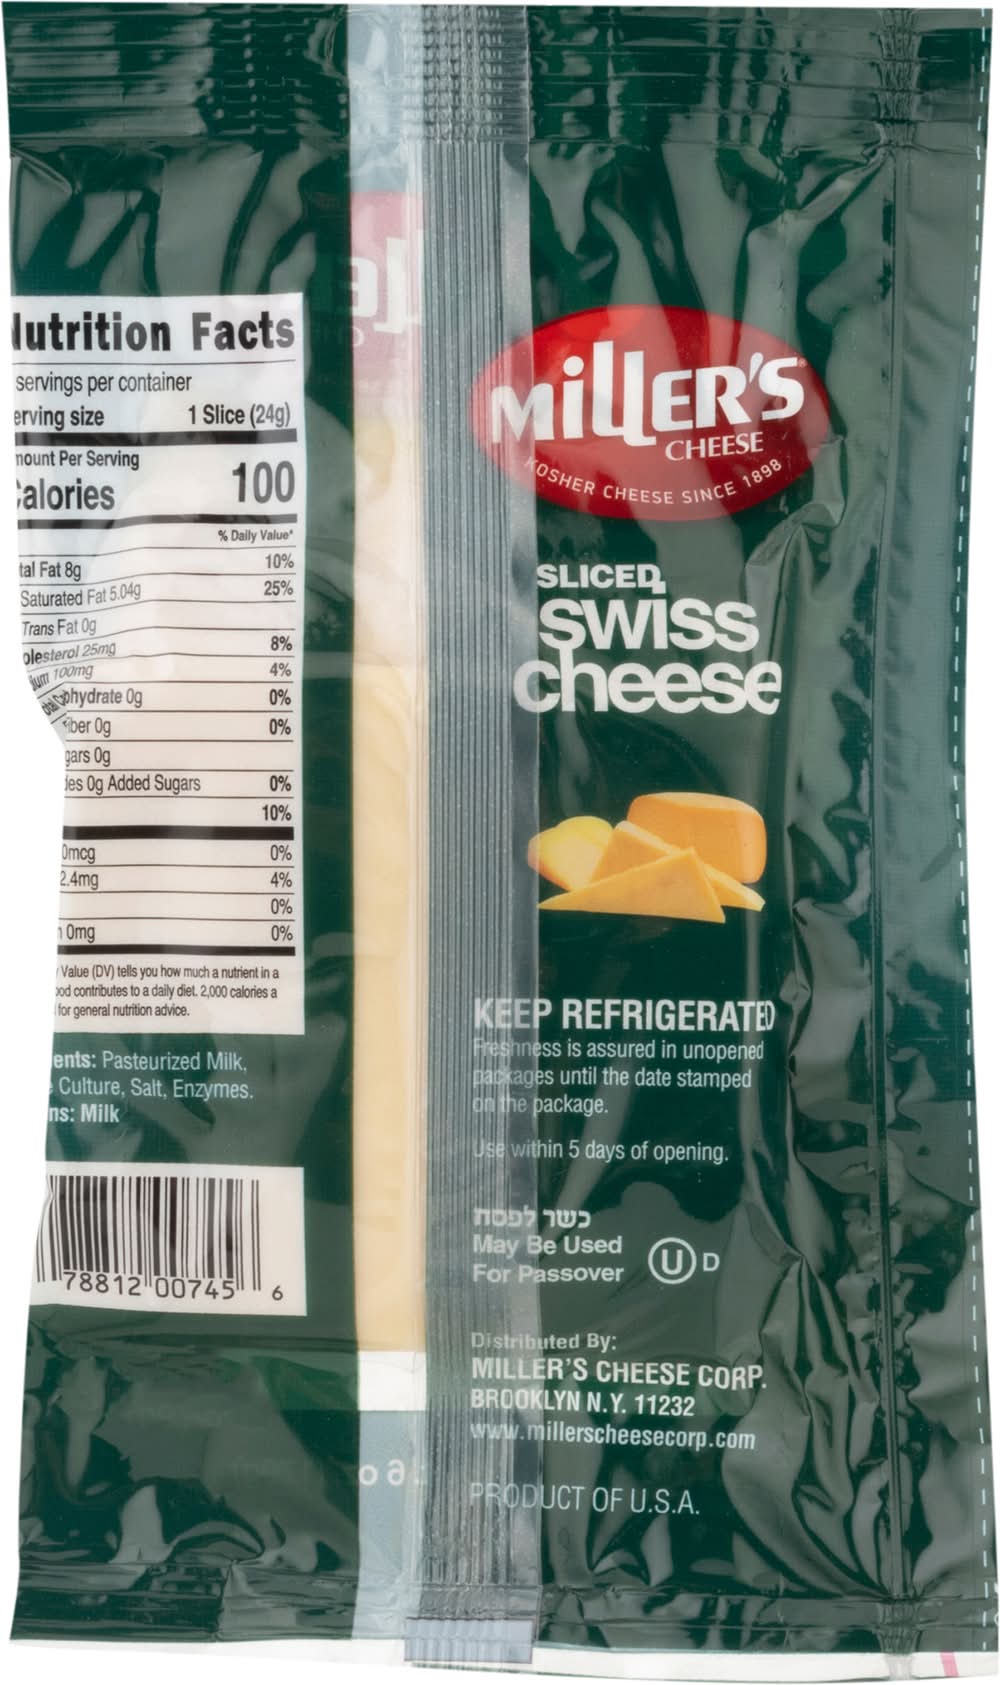 Nutrition Facts
servings per container
erving size 1 Slice (24g)
mount Per Serving
Calories 100
% Daily Value*
tal Fat 8g 10%
Saturated Fat 5.04g 25%
Trans Fat 0g
olesterol 25mg 8%
ium 100mg 4%
ohydrate 0g 0%
Fiber 0g 0%
gars 0g
des 0g Added Sugars 0%
10%
0mcg 0%
2.4mg 4%
0%
0mg 0%
Value (DV) tells you how much a nutrient in a
ood contributes to a daily diet. 2,000 calories a
for general nutrition advice.
ents: Pasteurized Milk,
Culture, Salt, Enzymes.
ns: Milk
78812 00745 6
MILLER'S®
CHEESE
KOSHER CHEESE SINCE 1898
SLICED
swiss
cheese
KEEP REFRIGERATED
Freshness is assured in unopened
packages until the date stamped
on the package.
Use within 5 days of opening.
כשר לפסח
May Be Used
For Passover
U D
Distributed By:
MILLER'S CHEESE CORP.
BROOKLYN N.Y. 11232
www.millerscheesecorp.com
PRODUCT OF U.S.A.